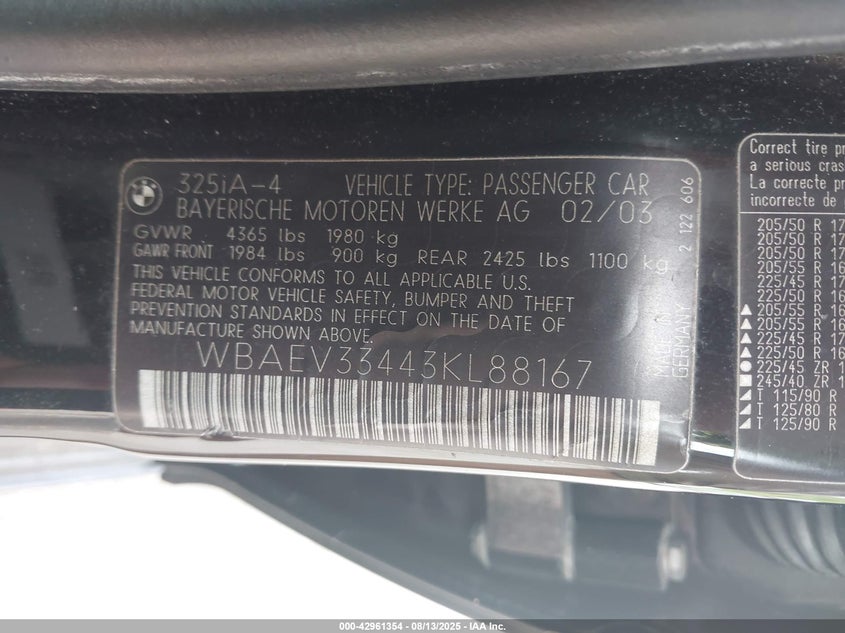 BMW
325iA-4 VEHICLE TYPE: PASSENGER CAR
BAYERISCHE MOTOREN WERKE AG 02/03
GVWR 4365 lbs 1980 kg
GAWR FRONT 1984 lbs 900 kg REAR 2425 lbs 1100 kg
THIS VEHICLE CONFORMS TO ALL APPLICABLE U.S.
FEDERAL MOTOR VEHICLE SAFETY, BUMPER AND THEFT
PREVENTION STANDARDS IN EFFECT ON THE DATE OF
MANUFACTURE SHOWN ABOVE.
WBAEV33443KL88167
2 122 606
MADE IN
GERMANY
Correct tire pr
a serious cras
La correcte pr
incorrecte de
205/50 R 17
205/50 R 17
205/50 R 17
205/55 R 16
225/45 R 17
225/50 R 16
205/55 R 16
205/55 R 16
225/45 R 17
225/50 R 16
225/45 ZR 1
245/40 ZR 1
T 115/90 R
T 125/80 R
T 125/90 R
000-42961354 | 08/13/2025 | IAA Inc.